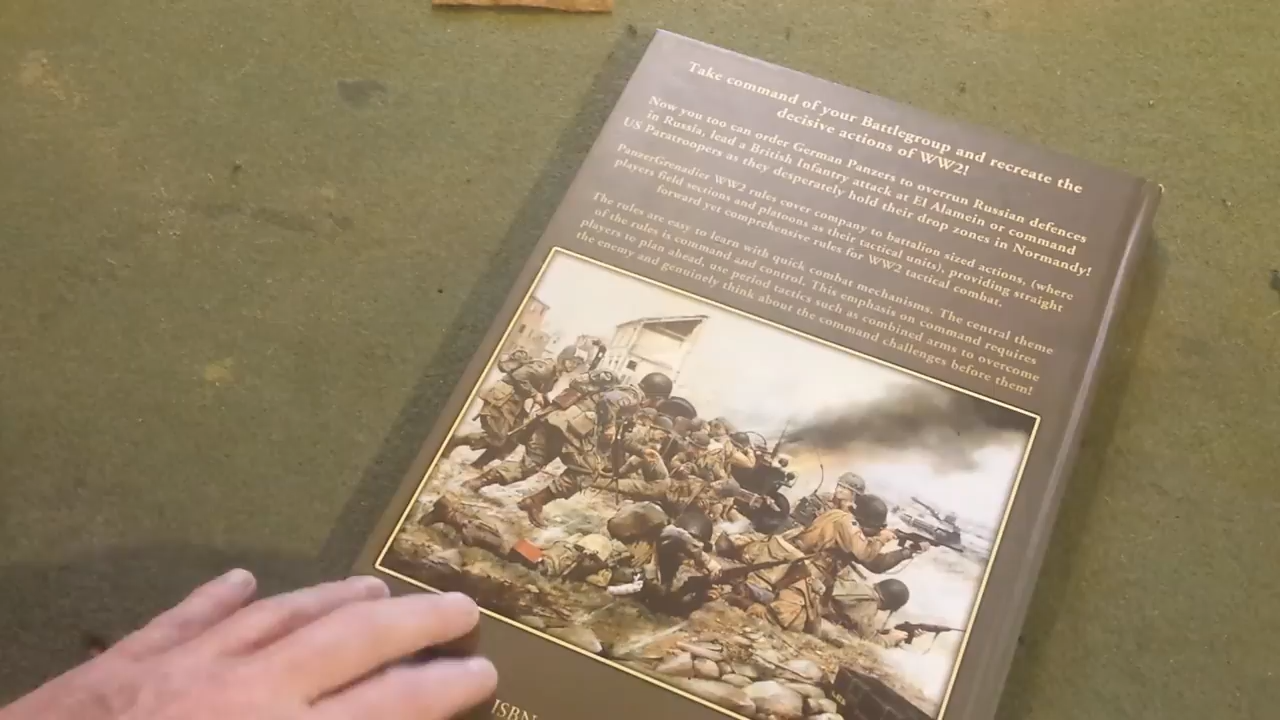 Take command of your Battlegroup and recreate the
decisive actions of WW2!
Now you too can order German Panzers to overrun Russian defences
in Russia, lead a British Infantry attack at El Alamein or command
US Paratroopers as they desperately hold their drop zones in Normandy!
PanzerGrenadier WW2 rules cover company to battalion sized actions, (where
players field sections and platoons as their tactical units), providing straight
forward yet comprehensive rules for WW2 tactical combat.
The rules are easy to learn with quick combat mechanisms. The central theme
of the rules is command and control. This emphasis on command requires
players to plan ahead, use period tactics such as combined arms to overcome
the enemy and genuinely think about the command challenges before them!
ISBN